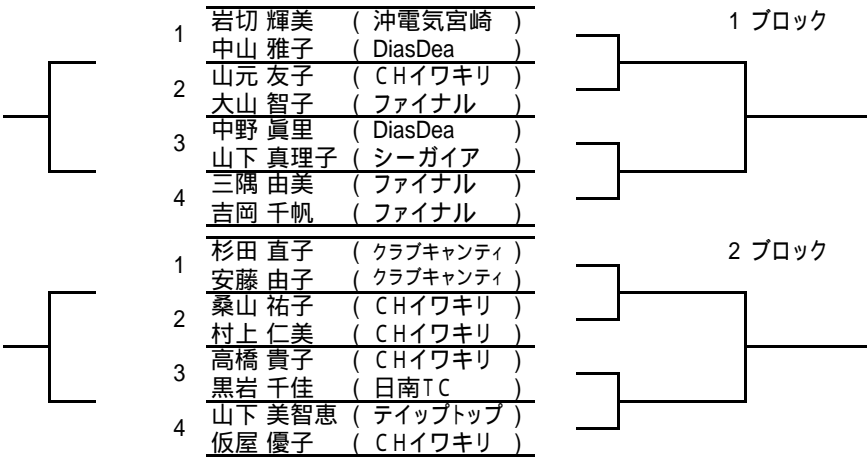 岩切 輝美 ( 沖電気宮崎 ) 1 ブロック
1
中山 雅子 ( DiasDea )
山元 友子 ( CHイワキリ )
2
大山 智子 ( ファイナル )
中野 眞里 ( DiasDea )
3
山下 真理子 ( シーガイア )
三隅 由美 ( ファイナル )
4
吉岡 千帆 ( ファイナル )
杉田 直子 ( クラブキャンティ ) 2 ブロック
1
安藤 由子 ( クラブキャンティ )
桑山 祐子 ( CHイワキリ )
2
村上 仁美 ( CHイワキリ )
高橋 貴子 ( CHイワキリ )
3
黒岩 千佳 ( 日南TC )
山下 美智恵 ( テイップトップ )
4
仮屋 優子 ( CHイワキリ )